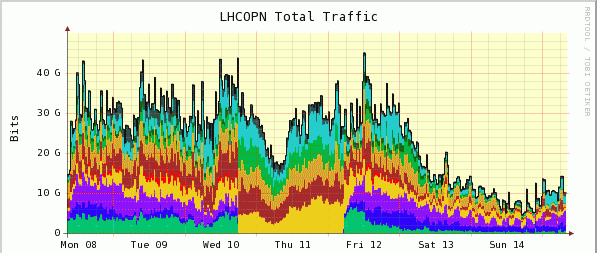 LHCOPN Total Traffic
RRDTOOL / TOBI OETIKER
Bits
40 G
30 G
20 G
10 G
0
Mon 08 Tue 09 Wed 10 Thu 11 Fri 12 Sat 13 Sun 14